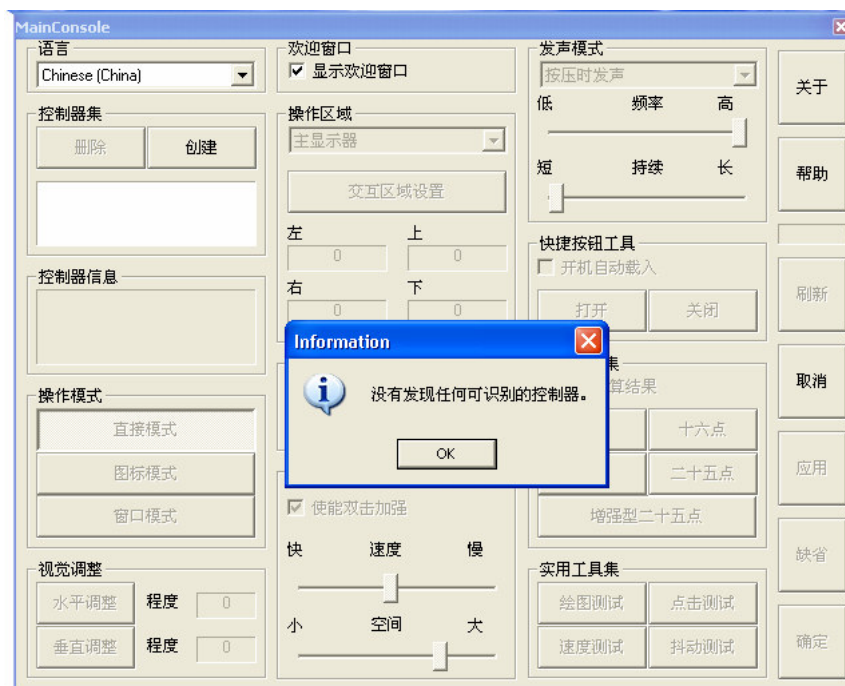 MainConsole
语言
Chinese (China)
控制器集
删除
创建
控制器信息
操作模式
直接模式
图标模式
窗口模式
视觉调整
水平调整
程度
0
垂直调整
程度
0
欢迎窗口
显示欢迎窗口
操作区域
主显示器
交互区域设置
左
上
0
0
右
下
0
0
Information
没有发现任何可识别的控制器。
OK
使能双击加强
快 速度 慢
小 空间 大
发声模式
按压时发声
低 频率 高
短 持续 长
快捷按钮工具
开机自动载入
打开
关闭
集
算结果
十六点
二十五点
增强型二十五点
实用工具集
绘图测试
点击测试
速度测试
抖动测试
关于
帮助
刷新
取消
应用
缺省
确定